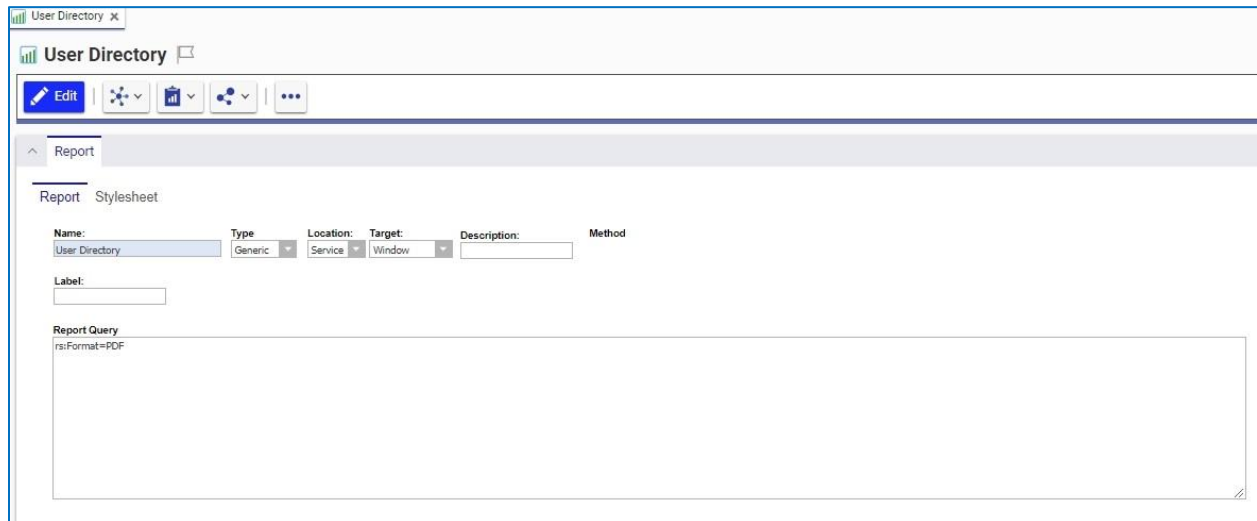 User Directory
User Directory
Edit
Report
Report Stylesheet
Name: Type Location: Target: Description: Method
User Directory Generic Service Window
Label:
Report Query
rs:Format=PDF